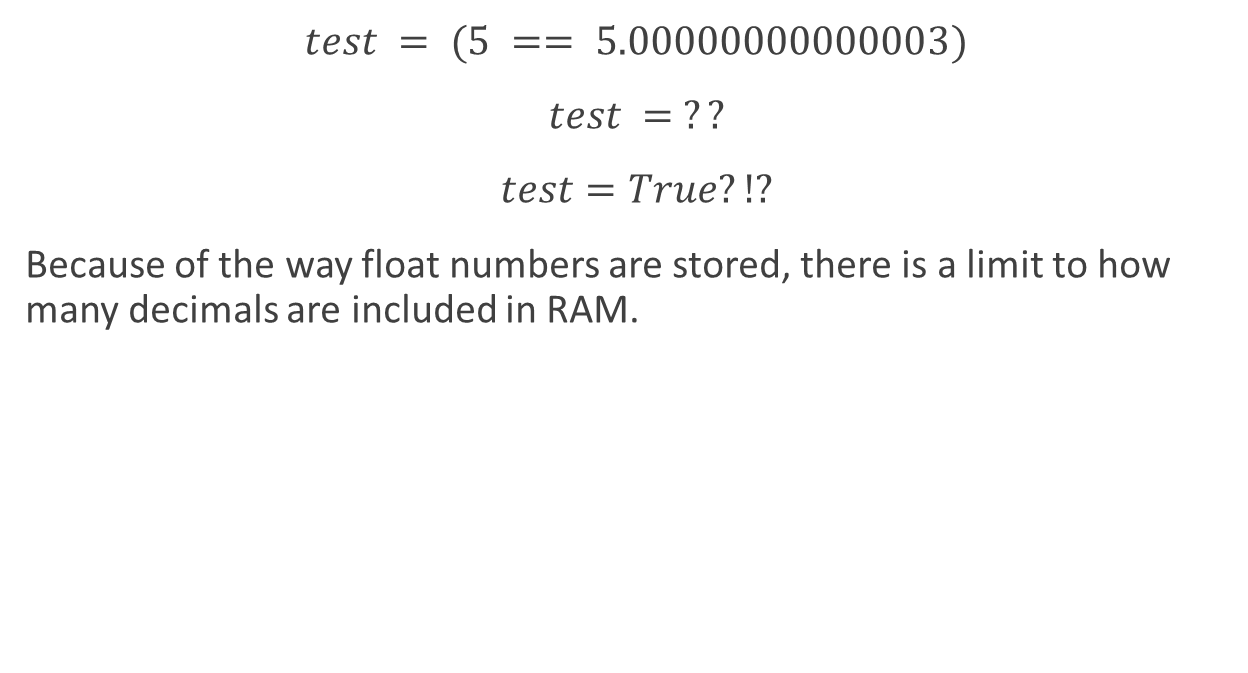 test = (5 == 5.00000000000003)
test = ??
test = True?!?
Because of the way float numbers are stored, there is a limit to how
many decimals are included in RAM.